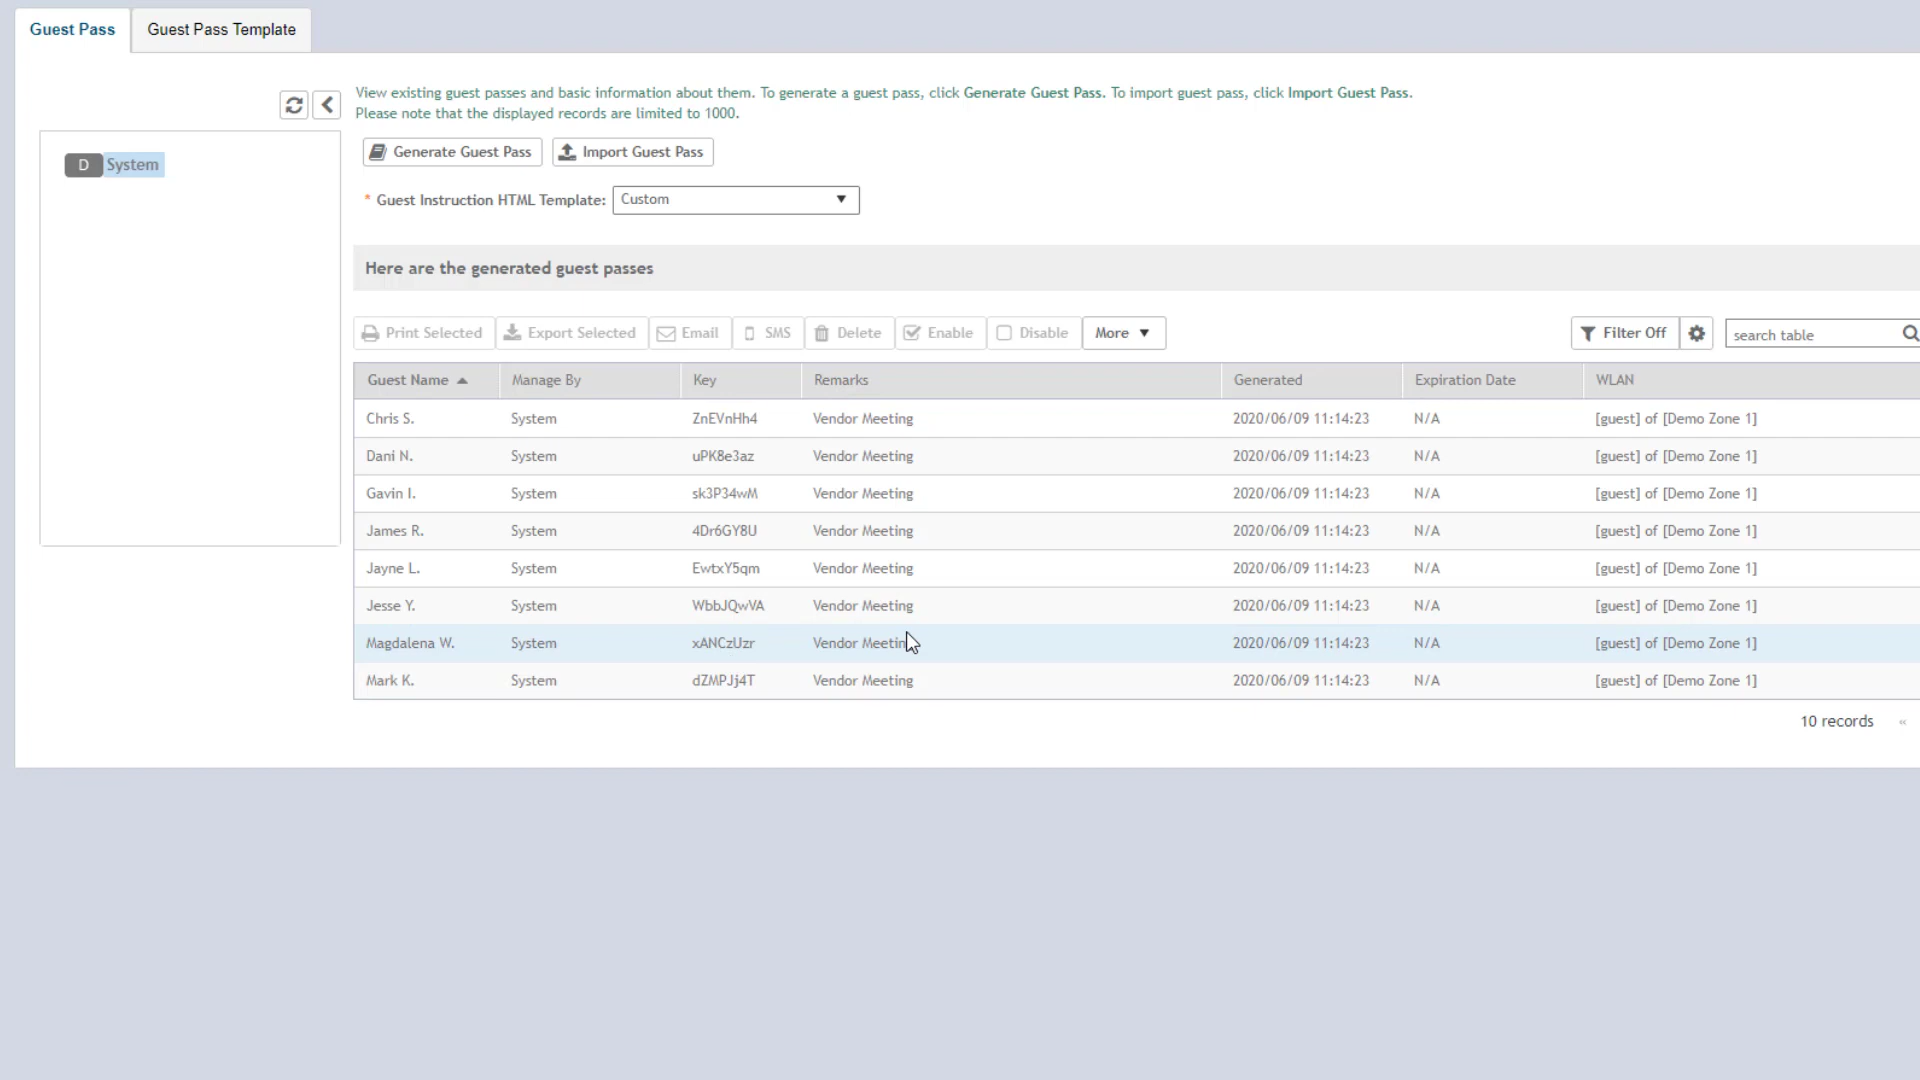 Guest Pass
Guest Pass Template
View existing guest passes and basic information about them. To generate a guest pass, click Generate Guest Pass. To import guest pass, click Import Guest Pass.
Please note that the displayed records are limited to 1000.
D System
Generate Guest Pass Import Guest Pass
* Guest Instruction HTML Template: Custom
Here are the generated guest passes
Print Selected Export Selected Email SMS Delete Enable Disable More Filter Off search table
Guest Name Manage By Key Remarks Generated Expiration Date WLAN
Chris S. System ZnEVnHh4 Vendor Meeting 2020/06/09 11:14:23 N/A [guest] of [Demo Zone 1]
Dani N. System uPK8e3az Vendor Meeting 2020/06/09 11:14:23 N/A [guest] of [Demo Zone 1]
Gavin I. System sk3P34wM Vendor Meeting 2020/06/09 11:14:23 N/A [guest] of [Demo Zone 1]
James R. System 4Dr6GY8U Vendor Meeting 2020/06/09 11:14:23 N/A [guest] of [Demo Zone 1]
Jayne L. System EwtxY5qm Vendor Meeting 2020/06/09 11:14:23 N/A [guest] of [Demo Zone 1]
Jesse Y. System WbbJQwVA Vendor Meeting 2020/06/09 11:14:23 N/A [guest] of [Demo Zone 1]
Magdalena W. System xANCzUzr Vendor Meeting 2020/06/09 11:14:23 N/A [guest] of [Demo Zone 1]
Mark K. System dZMPJj4T Vendor Meeting 2020/06/09 11:14:23 N/A [guest] of [Demo Zone 1]
10 records «